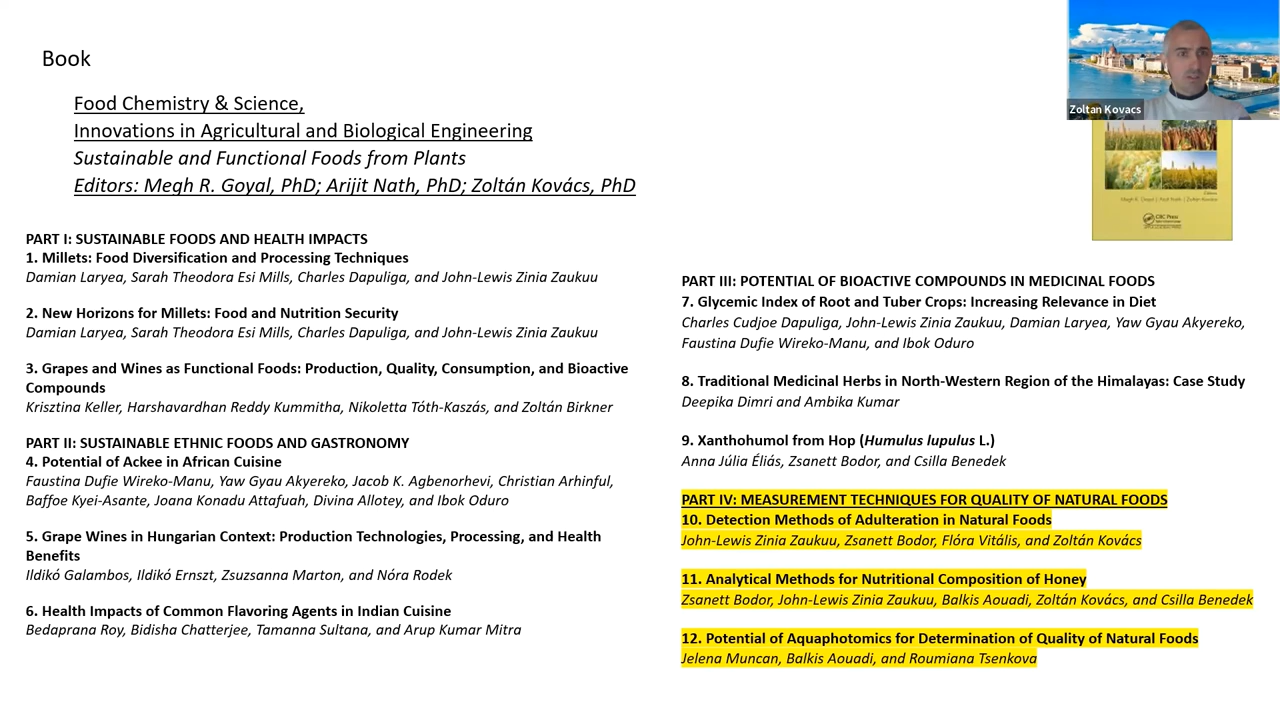 Book
Food Chemistry & Science,
Innovations in Agricultural and Biological Engineering
Sustainable and Functional Foods from Plants
Editors: Megh R. Goyal, PhD; Arijit Nath, PhD; Zoltán Kovács, PhD
PART I: SUSTAINABLE FOODS AND HEALTH IMPACTS
1. Millets: Food Diversification and Processing Techniques
Damian Laryea, Sarah Theodora Esi Mills, Charles Dapuliga, and John-Lewis Zinia Zaukuu
2. New Horizons for Millets: Food and Nutrition Security
Damian Laryea, Sarah Theodora Esi Mills, Charles Dapuliga, and John-Lewis Zinia Zaukuu
3. Grapes and Wines as Functional Foods: Production, Quality, Consumption, and Bioactive
Compounds
Krisztina Keller, Harshavardhan Reddy Kummitha, Nikoletta Tóth-Kaszás, and Zoltán Birkner
PART II: SUSTAINABLE ETHNIC FOODS AND GASTRONOMY
4. Potential of Ackee in African Cuisine
Faustina Dufie Wireko-Manu, Yaw Gyau Akyereko, Jacob K. Agbenorhevi, Christian Arhinful,
Baffoe Kyei-Asante, Joana Konadu Attafuah, Divina Allotey, and Ibok Oduro
5. Grape Wines in Hungarian Context: Production Technologies, Processing, and Health
Benefits
Ildikó Galambos, Ildikó Ernszt, Zsuzsanna Marton, and Nóra Rodek
6. Health Impacts of Common Flavoring Agents in Indian Cuisine
Bedaprana Roy, Bidisha Chatterjee, Tamanna Sultana, and Arup Kumar Mitra
Zoltan Kovacs
CRC Press
PART III: POTENTIAL OF BIOACTIVE COMPOUNDS IN MEDICINAL FOODS
7. Glycemic Index of Root and Tuber Crops: Increasing Relevance in Diet
Charles Cudjoe Dapuliga, John-Lewis Zinia Zaukuu, Damian Laryea, Yaw Gyau Akyereko,
Faustina Dufie Wireko-Manu, and Ibok Oduro
8. Traditional Medicinal Herbs in North-Western Region of the Himalayas: Case Study
Deepika Dimri and Ambika Kumar
9. Xanthohumol from Hop (Humulus lupulus L.)
Anna Júlia Éliás, Zsanett Bodor, and Csilla Benedek
PART IV: MEASUREMENT TECHNIQUES FOR QUALITY OF NATURAL FOODS
10. Detection Methods of Adulteration in Natural Foods
John-Lewis Zinia Zaukuu, Zsanett Bodor, Flóra Vitális, and Zoltán Kovács
11. Analytical Methods for Nutritional Composition of Honey
Zsanett Bodor, John-Lewis Zinia Zaukuu, Balkis Aouadi, Zoltán Kovács, and Csilla Benedek
12. Potential of Aquaphotomics for Determination of Quality of Natural Foods
Jelena Muncan, Balkis Aouadi, and Roumiana Tsenkova